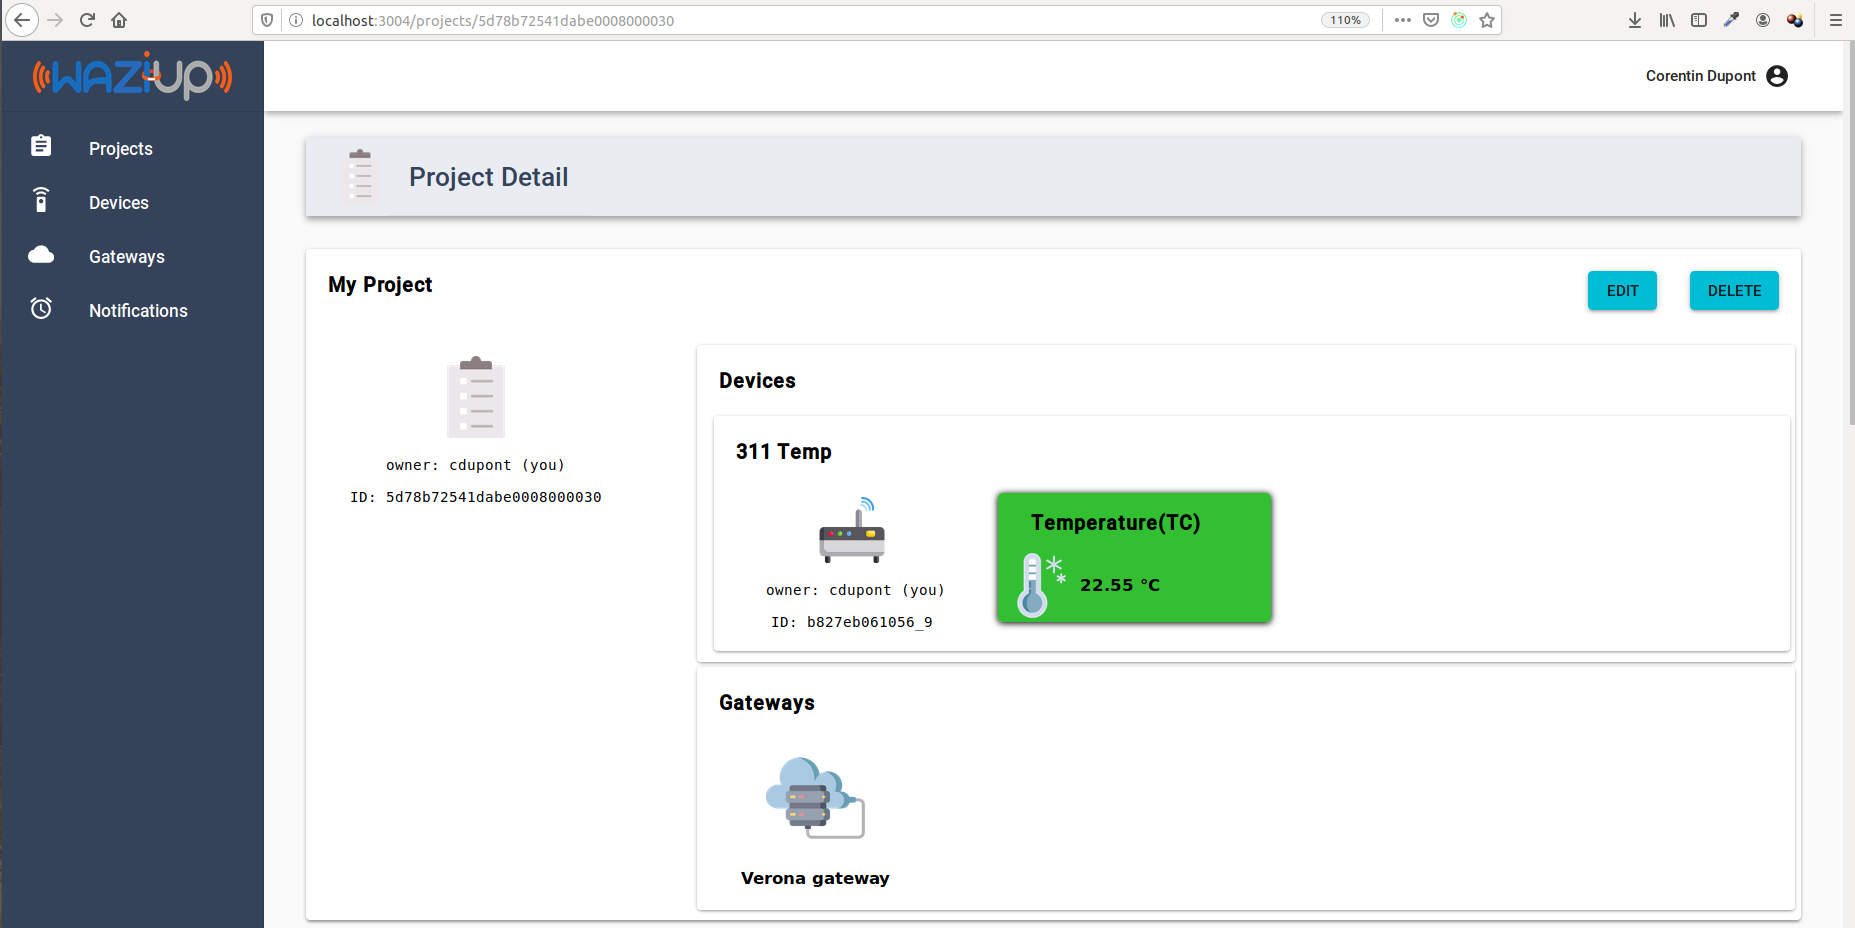 localhost:3004/projects/5d78b72541dabe0008000030
110%
WAZIUP
Corentin Dupont
Projects
Devices
Gateways
Notifications
Project Detail
My Project
EDIT
DELETE
owner: cdupont (you)
ID: 5d78b72541dabe0008000030
Devices
311 Temp
owner: cdupont (you)
ID: b827eb061056_9
Temperature(TC)
22.55 °C
Gateways
Verona gateway